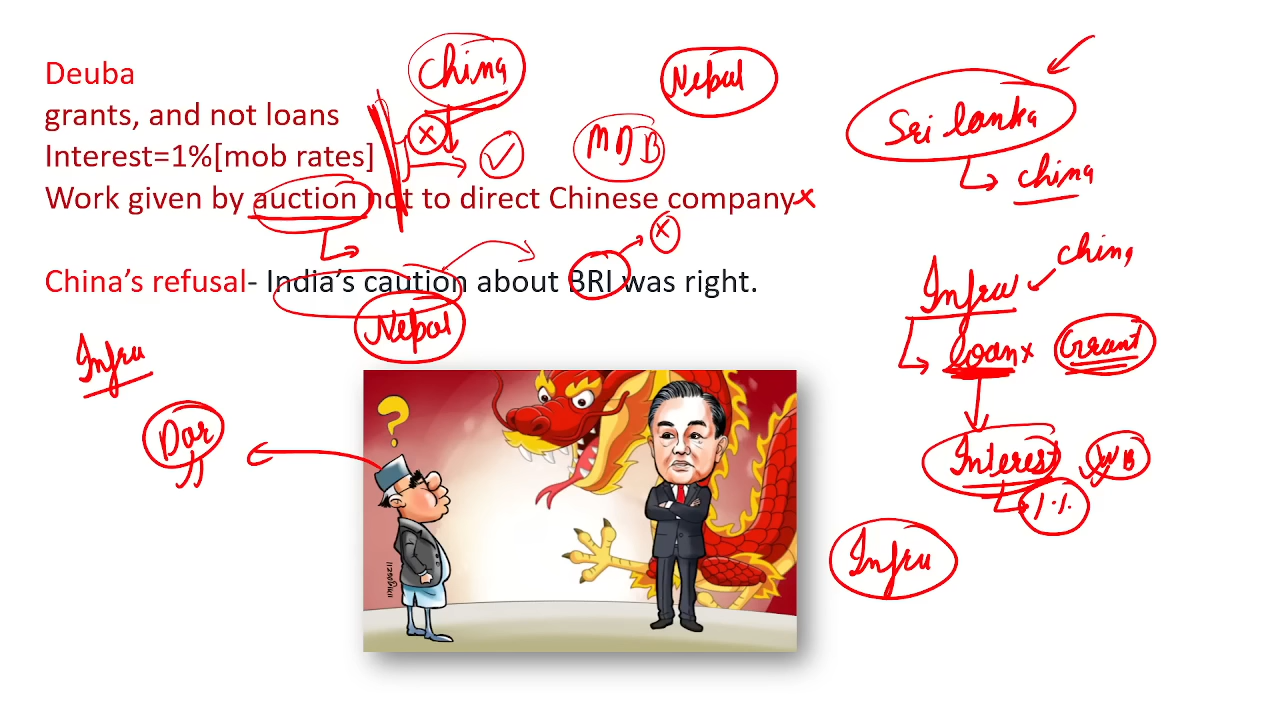 Deuba
grants, and not loans
Interest=1%[mob rates]
Work given by auction not to direct Chinese company
China's refusal- India's caution about BRI was right.
China
Nepal
MDB
Nepal
Infra
?
Sri lanka
china
china
Infra
loan x Grant
Interest WB
1%
Infra